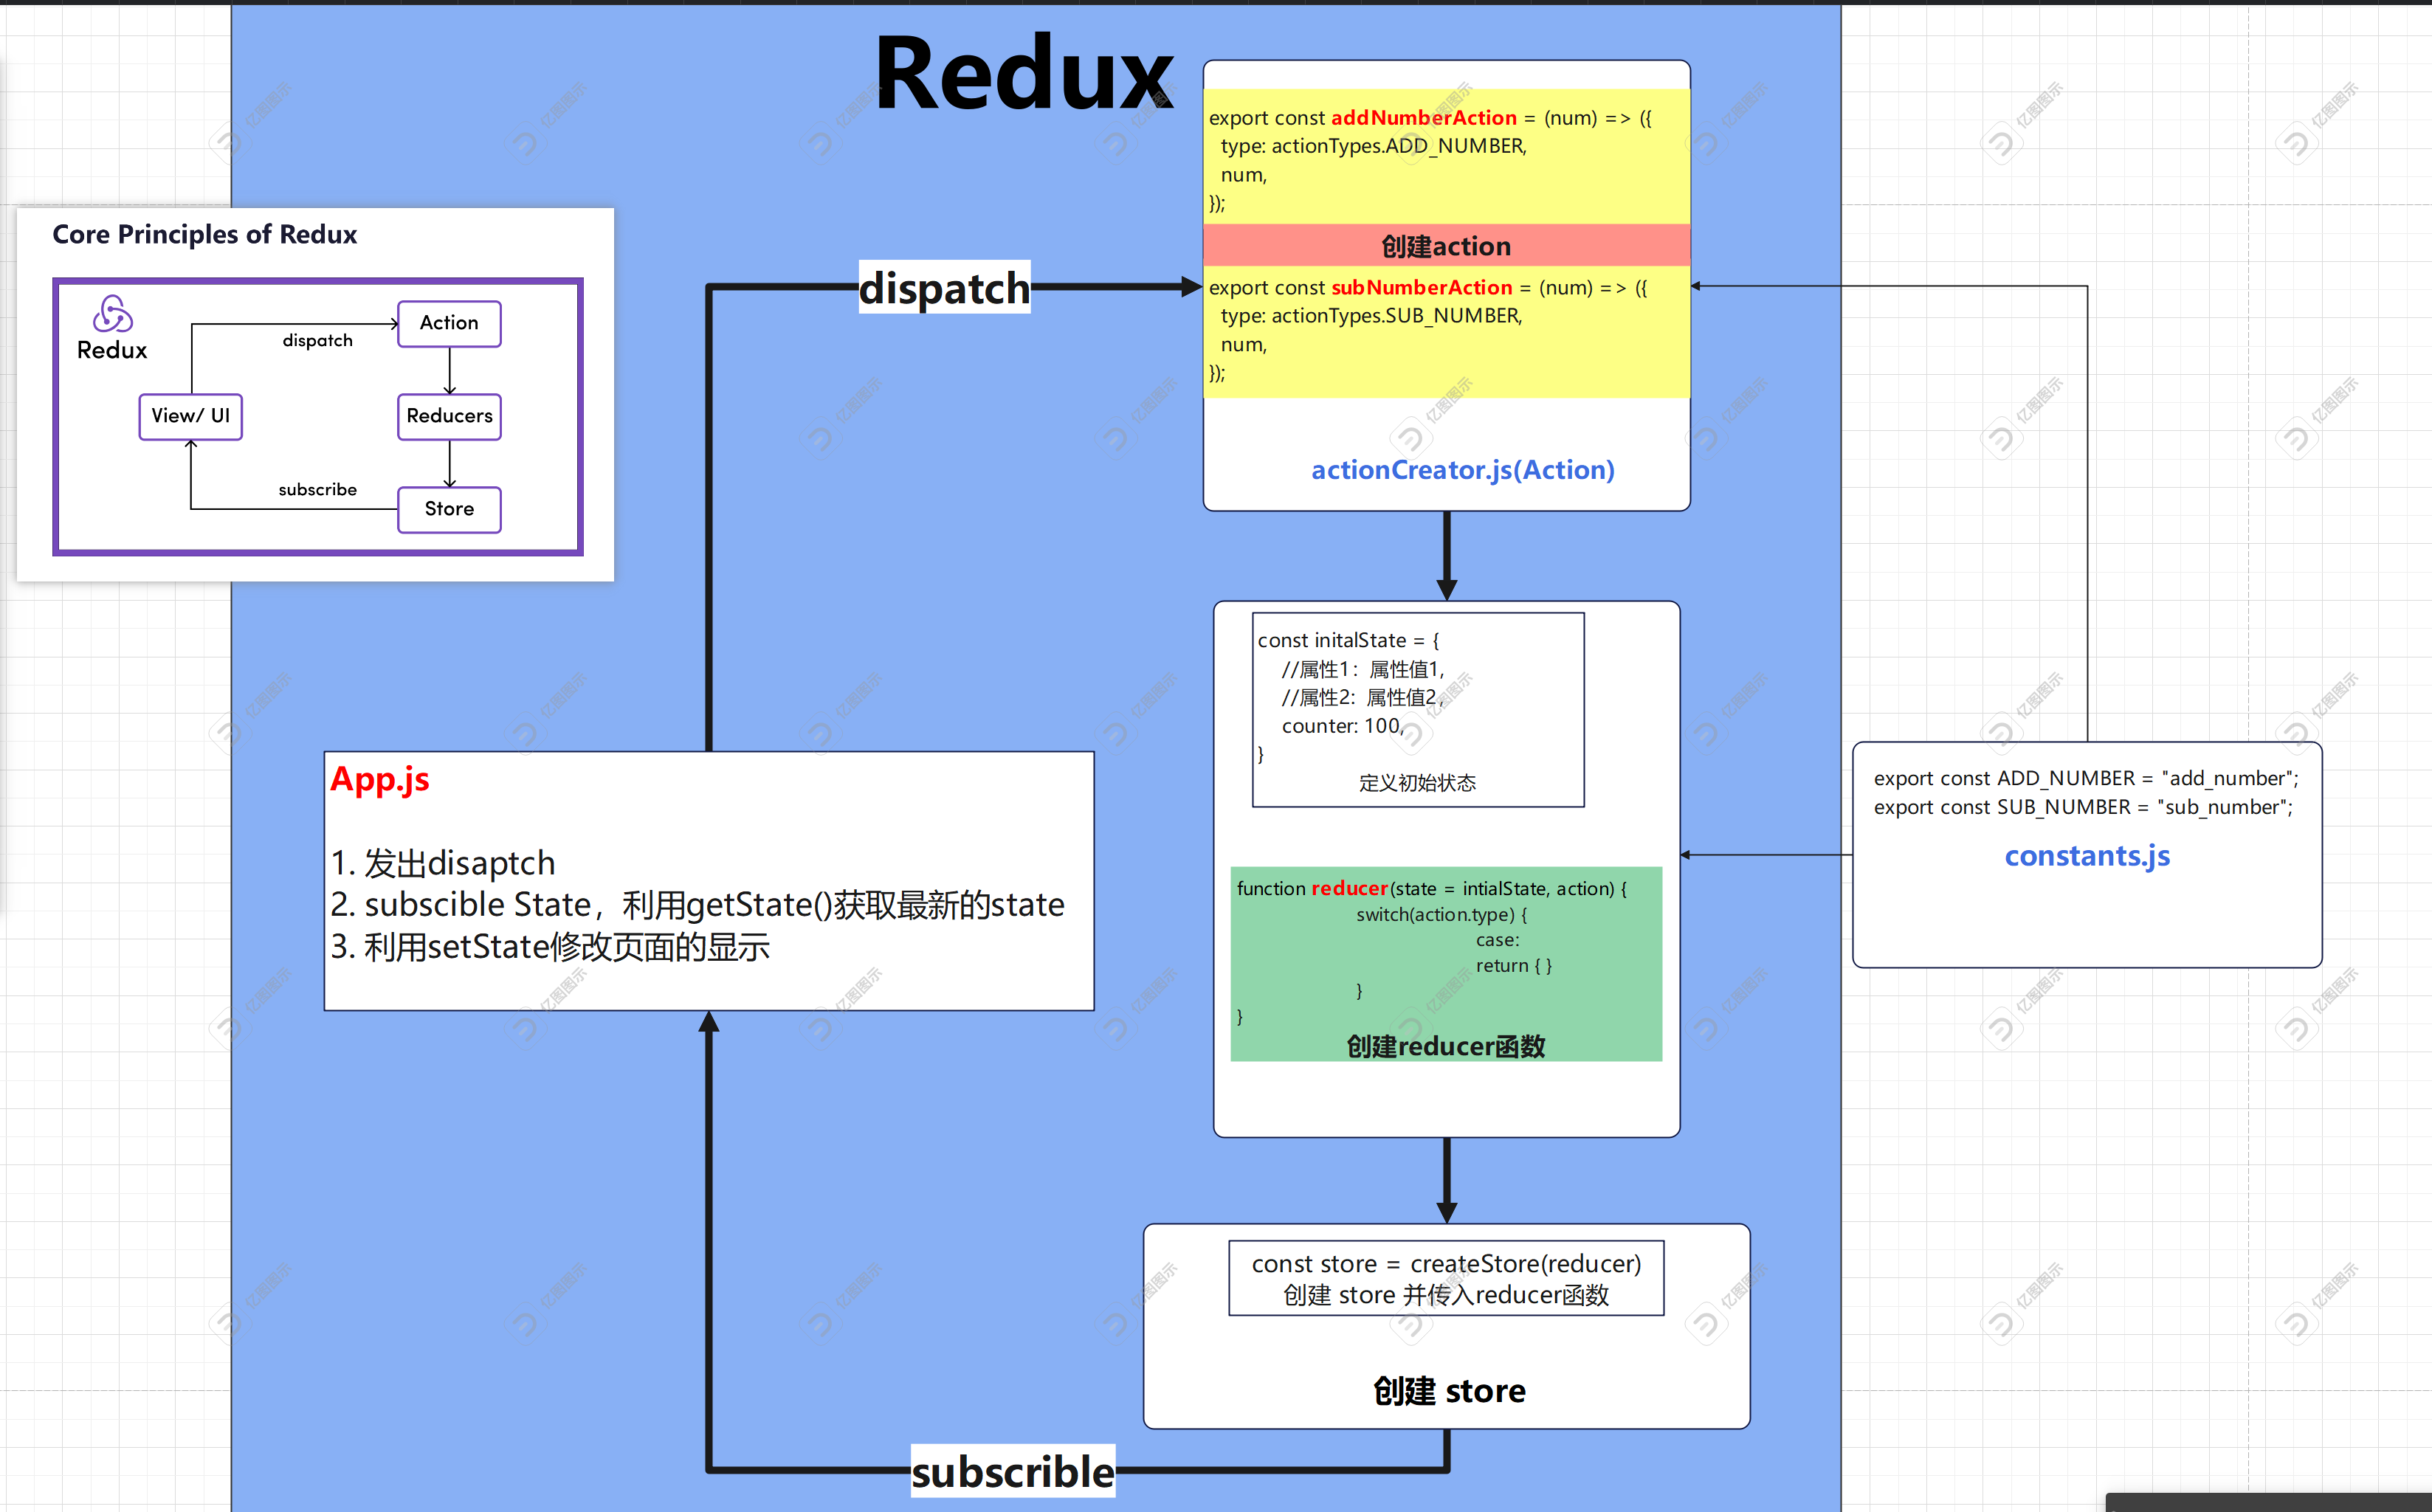 Redux
export const addNumberAction = (num) => ({
type: actionTypes.ADD_NUMBER,
num,
});
创建action
export const subNumberAction = (num) => ({
type: actionTypes.SUB_NUMBER,
num,
});
actionCreator.js(Action)
Core Principles of Redux
Redux
dispatch
Action
View/ UI
Reducers
subscribe
Store
dispatch
const initalState = {
//属性1：属性值1,
//属性2：属性值2,
counter: 100,
}
定义初始状态
App.js
1. 发出disaptch
2. subscible State，利用getState()获取最新的state
3. 利用setState修改页面的显示
export const ADD_NUMBER = "add_number";
export const SUB_NUMBER = "sub_number";
constants.js
function reducer(state = intialState, action) {
switch(action.type) {
case:
return { }
}
}
创建reducer函数
const store = createStore(reducer)
创建 store 并传入reducer函数
创建 store
subscrible
亿图图示